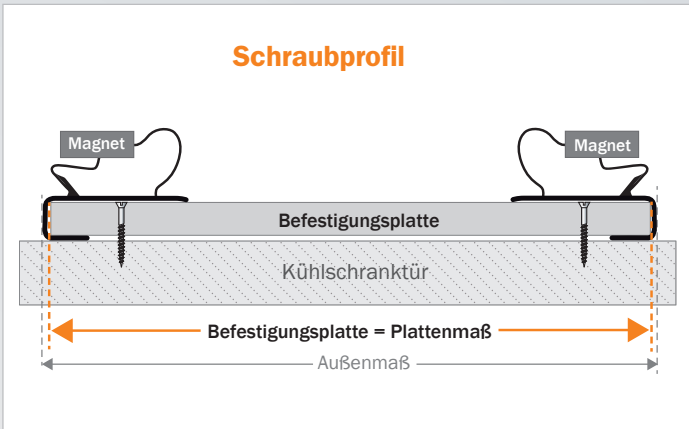 Schraubprofil
Magnet
Magnet
Befestigungsplatte
Kühlschranktür
Befestigungsplatte = Plattenmaß
Außenmaß